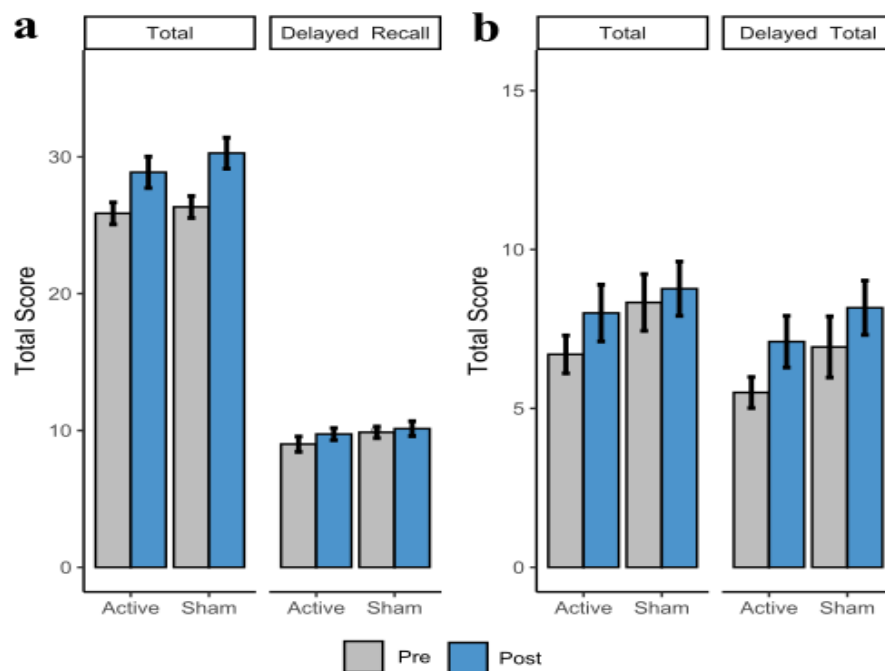 a
Total
Delayed Recall
Total Score
30
20
10
0
Active Sham
Active Sham
b
Total
Delayed Total
Total Score
15
10
5
0
Active Sham
Active Sham
Pre Post